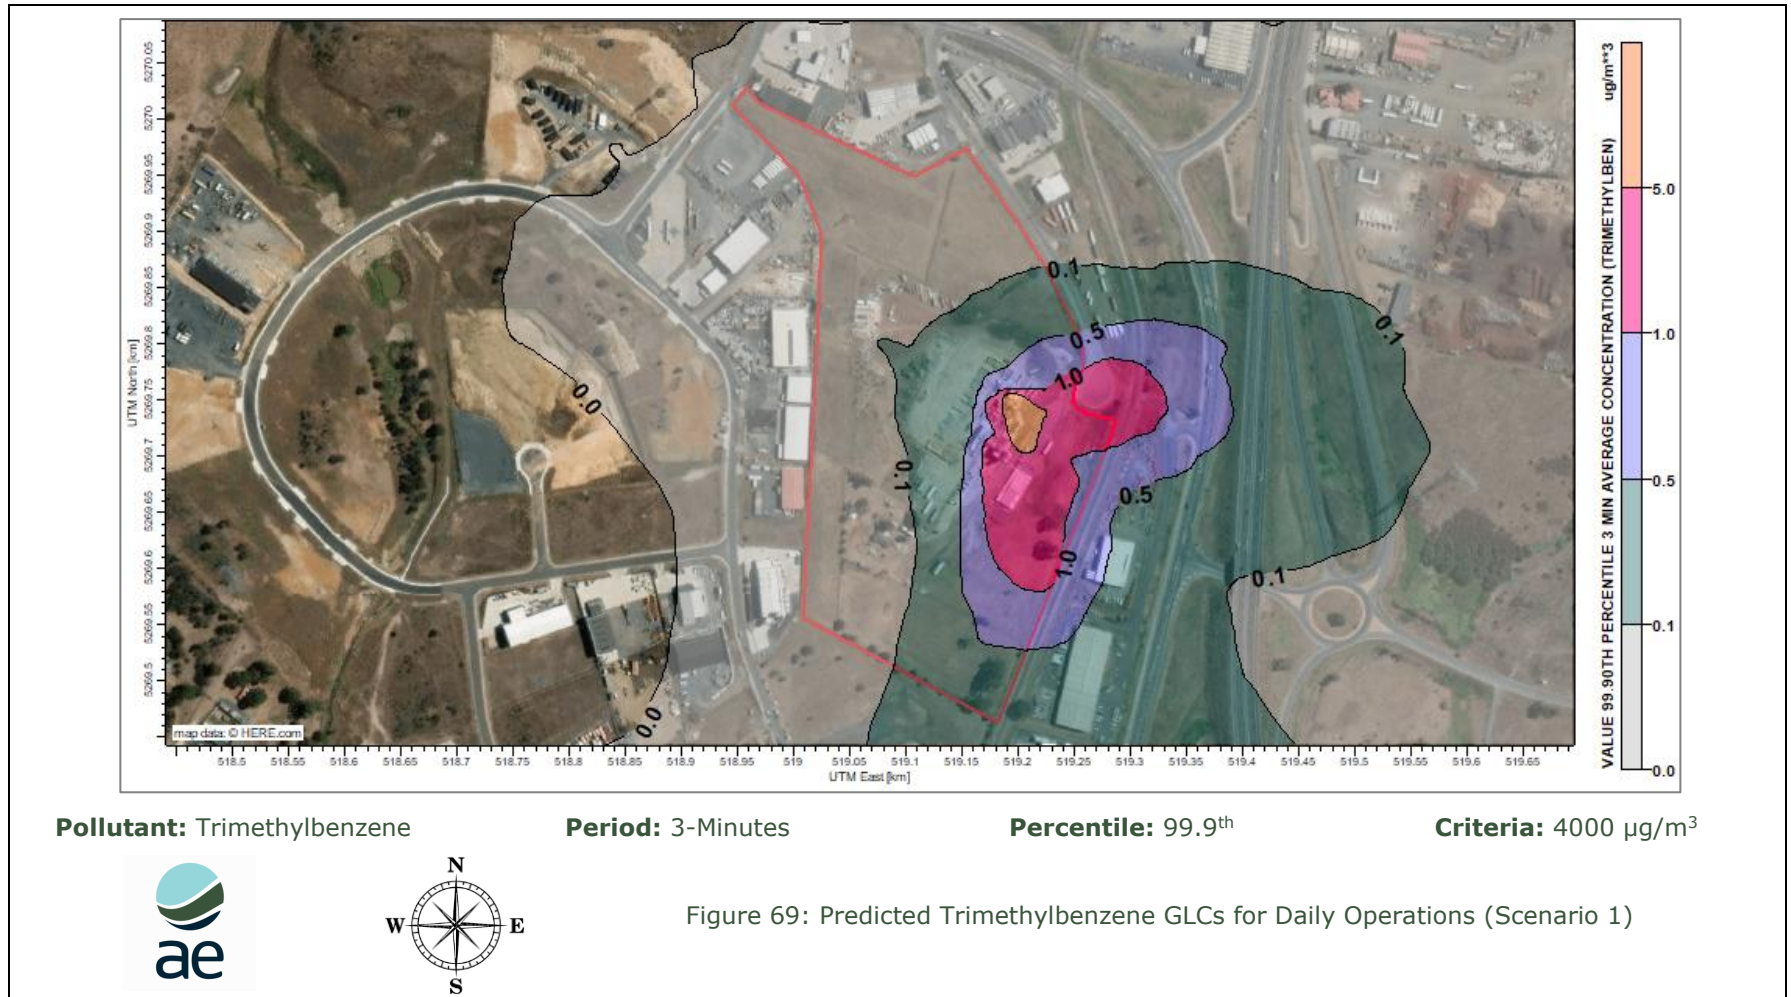 5270.05
5270
5269.95
5269.9
5269.85
5269.8
5269.75
5269.7
5269.65
5269.6
5269.55
5269.5
UTM North [km]
0.1
0.5
0.1
1.0
0.0
0.1
0.5
1.0
0.1
0.0
map data: © HERE.com
518.5 518.55 518.6 518.65 518.7 518.75 518.8 518.85 518.9 518.95 519 519.05 519.1 519.15 519.2 519.25 519.3 519.35 519.4 519.45 519.5 519.55 519.6 519.65
UTM East [km]
VALUE 99.90TH PERCENTILE 3 MIN AVERAGE CONCENTRATION (TRIMETHYLBEN) ug/m**3
5.0
1.0
0.5
0.1
0.0
Pollutant: Trimethylbenzene Period: 3-Minutes Percentile: 99.9th Criteria: 4000 µg/m3
ae
N
W E
S
Figure 69: Predicted Trimethylbenzene GLCs for Daily Operations (Scenario 1)